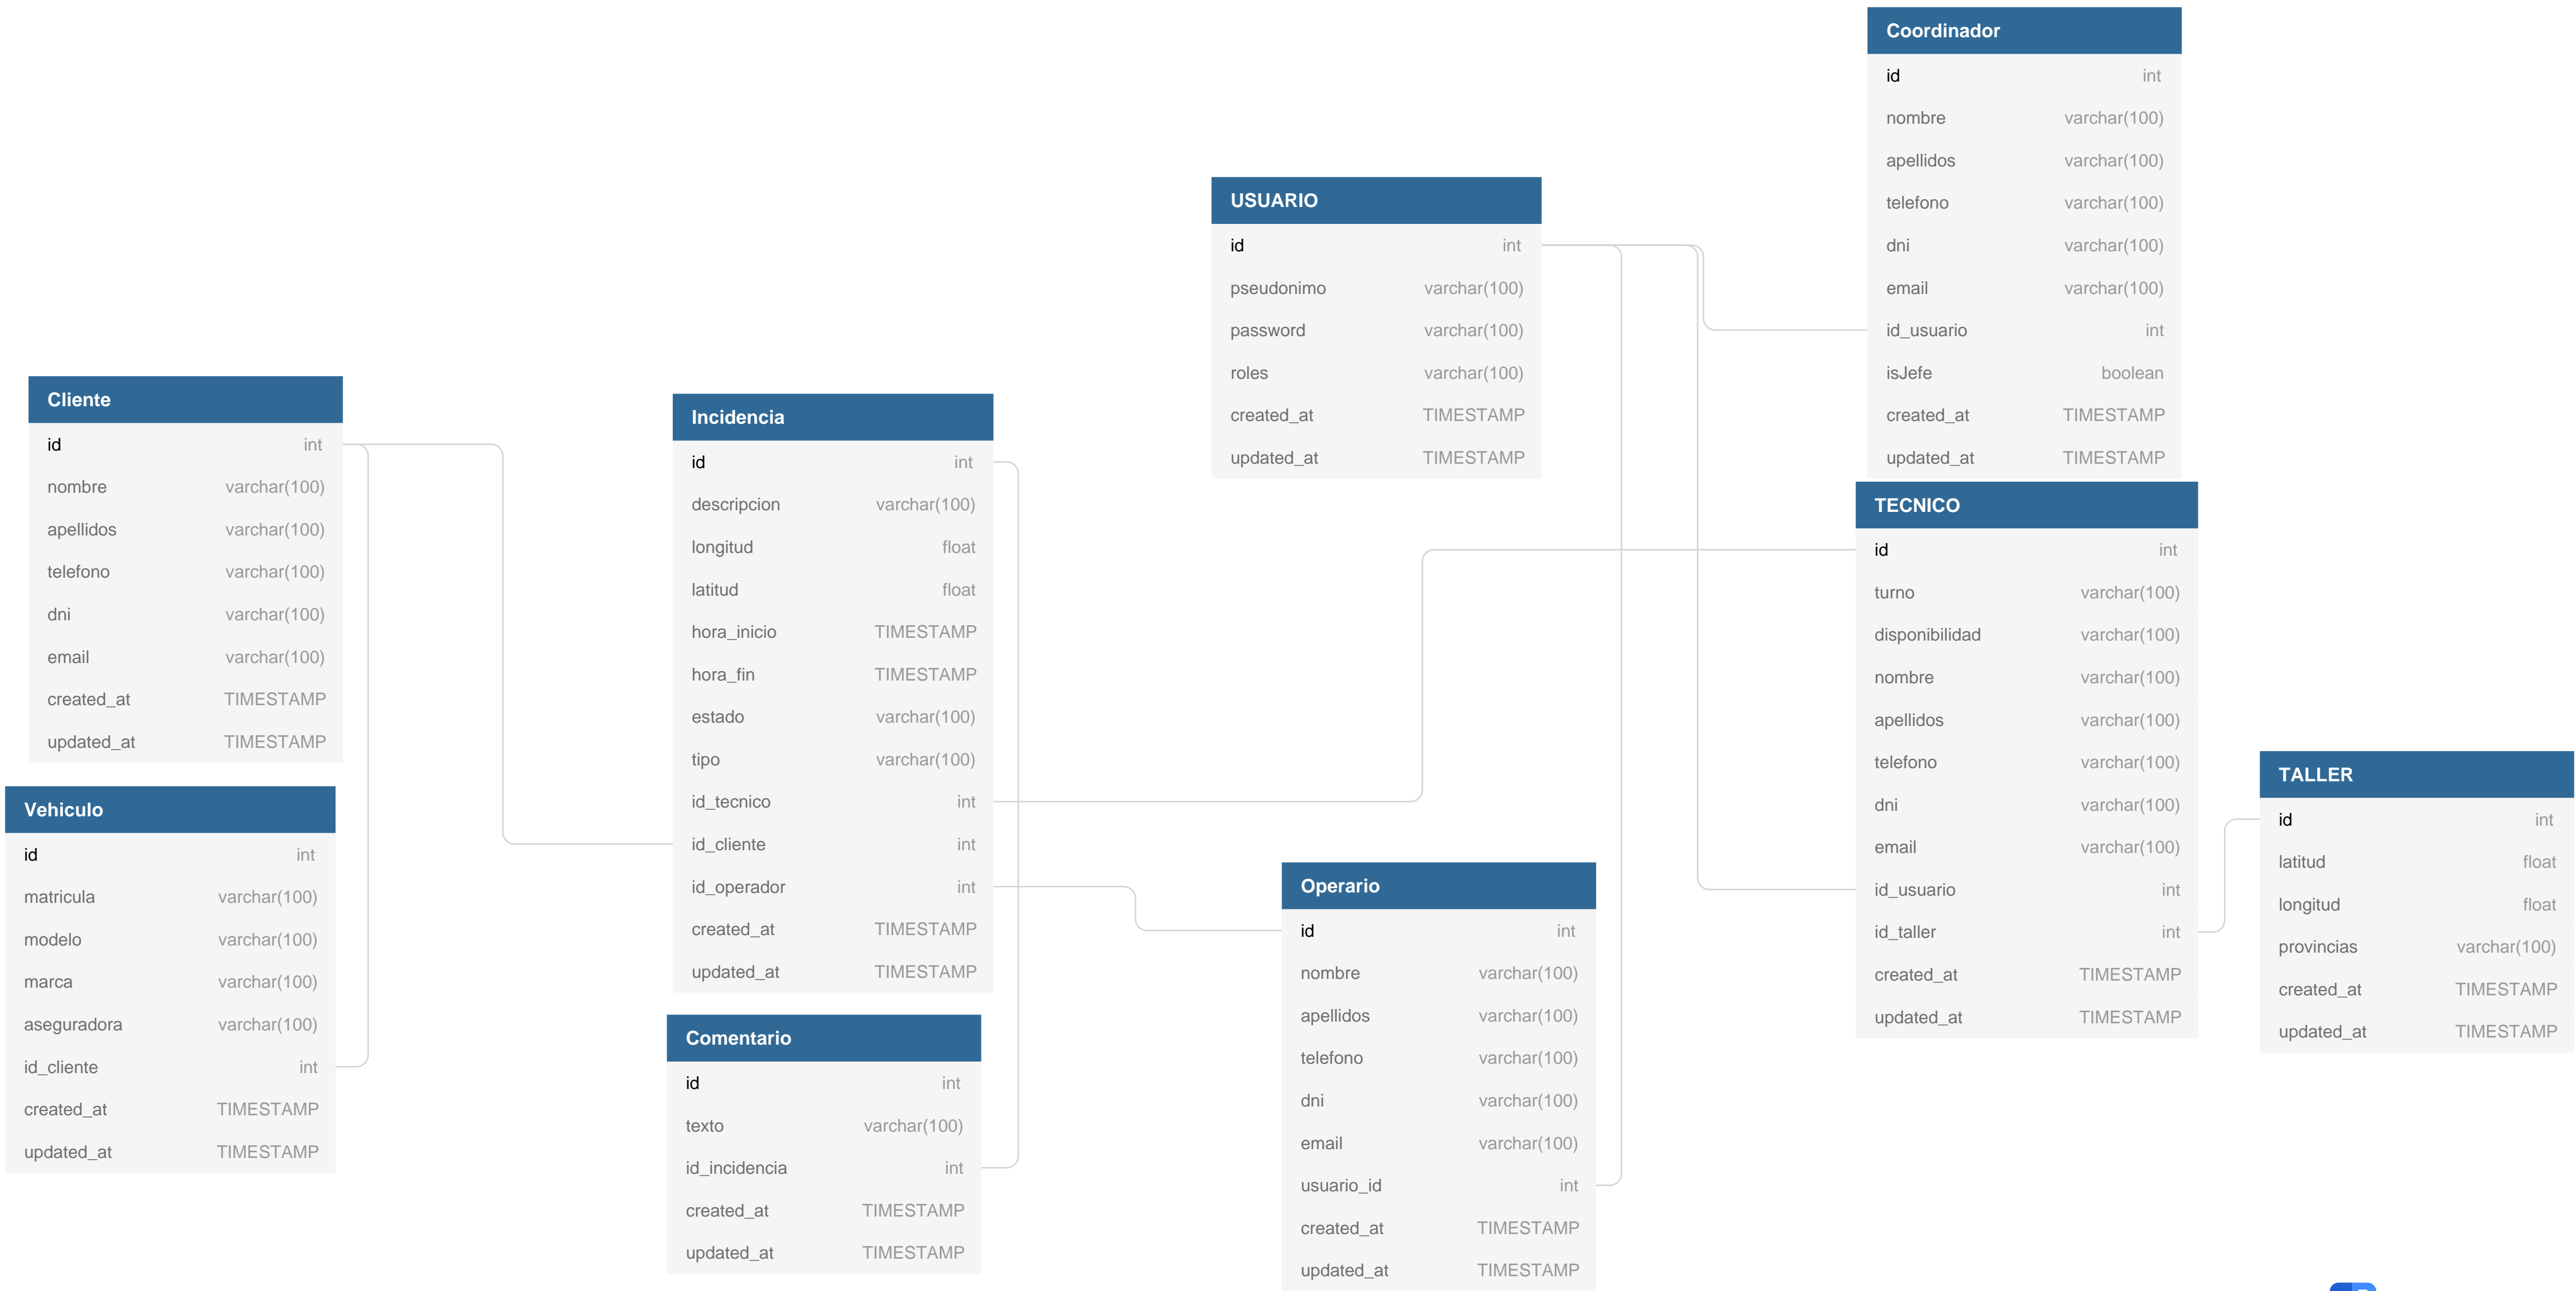 Coordinador
id int
nombre varchar(100)
apellidos varchar(100)
telefono varchar(100)
dni varchar(100)
email varchar(100)
id_usuario int
isJefe boolean
created_at TIMESTAMP
updated_at TIMESTAMP
USUARIO
id int
pseudonimo varchar(100)
password varchar(100)
roles varchar(100)
created_at TIMESTAMP
updated_at TIMESTAMP
Cliente
id int
nombre varchar(100)
apellidos varchar(100)
telefono varchar(100)
dni varchar(100)
email varchar(100)
created_at TIMESTAMP
updated_at TIMESTAMP
Incidencia
id int
descripcion varchar(100)
longitud float
latitud float
hora_inicio TIMESTAMP
hora_fin TIMESTAMP
estado varchar(100)
tipo varchar(100)
id_tecnico int
id_cliente int
id_operador int
created_at TIMESTAMP
updated_at TIMESTAMP
TECNICO
id int
turno varchar(100)
disponibilidad varchar(100)
nombre varchar(100)
apellidos varchar(100)
telefono varchar(100)
dni varchar(100)
email varchar(100)
id_usuario int
id_taller int
created_at TIMESTAMP
updated_at TIMESTAMP
TALLER
id int
latitud float
longitud float
provincias varchar(100)
created_at TIMESTAMP
updated_at TIMESTAMP
Vehiculo
id int
matricula varchar(100)
modelo varchar(100)
marca varchar(100)
aseguradora varchar(100)
id_cliente int
created_at TIMESTAMP
updated_at TIMESTAMP
Operario
id int
nombre varchar(100)
apellidos varchar(100)
telefono varchar(100)
dni varchar(100)
email varchar(100)
usuario_id int
created_at TIMESTAMP
updated_at TIMESTAMP
Comentario
id int
texto varchar(100)
id_incidencia int
created_at TIMESTAMP
updated_at TIMESTAMP